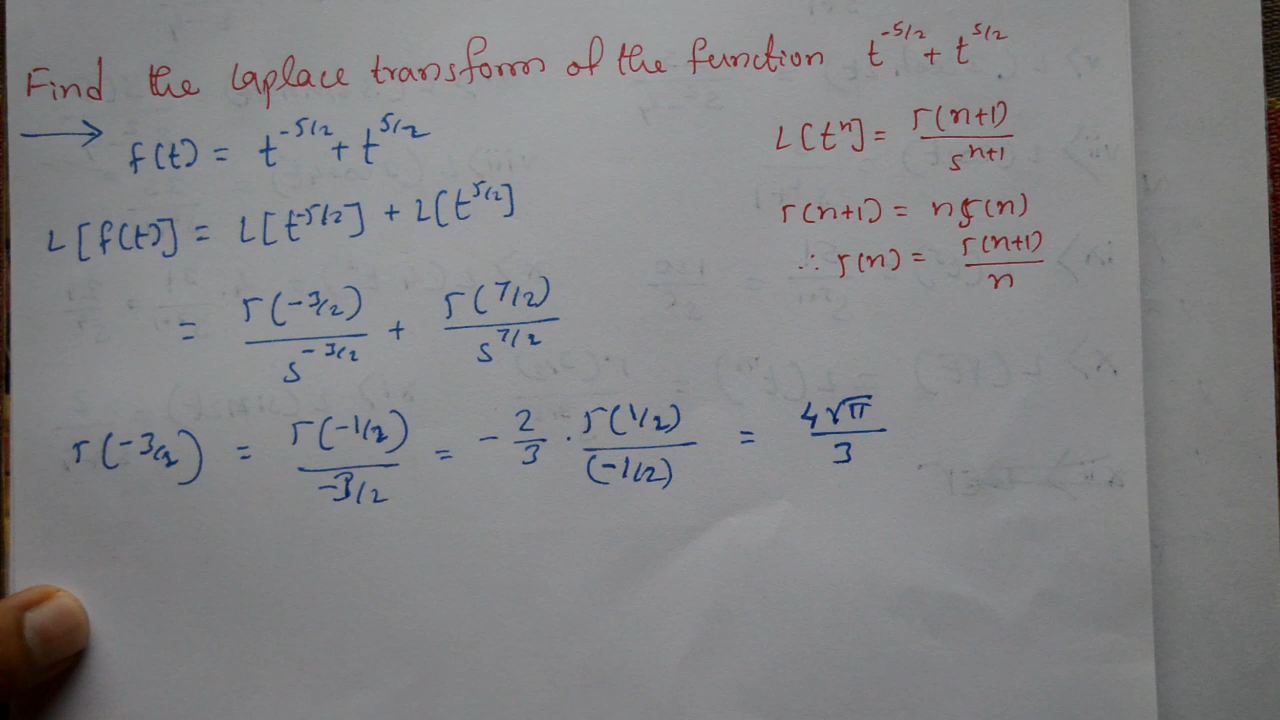 Find the Laplace transform of the function t^{-5/2} + t^{5/2}
→ f(t) = t^{-5/2} + t^{5/2}
L[t^n] = Γ(n+1) / s^{n+1}
L[f(t)] = L[t^{-5/2}] + L[t^{5/2}]
Γ(n+1) = nΓ(n)
∴ Γ(n) = Γ(n+1) / n
= Γ(-3/2) / s^{-3/2} + Γ(7/2) / s^{7/2}
Γ(-3/2) = Γ(-1/2) / -3/2 = -2/3 · Γ(1/2) / (-1/2) = 4√π / 3